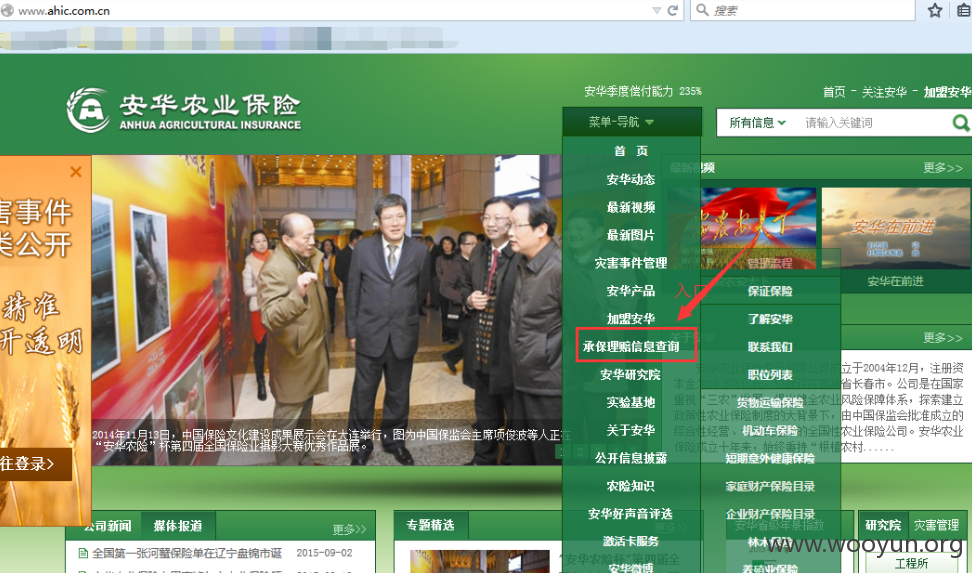 www.ahic.com.cn
搜索
安华农业保险
ANHUA AGRICULTURAL INSURANCE
安华季度偿付能力 235%
首页 - 关注安华 - 加盟安华
菜单-导航
所有信息
请输入关键词
首 页
安华动态
最新视频
最新图片
灾害事件管理
安华产品
加盟安华
承保理赔信息查询
安华研究院
实验基地
关于安华
公开信息披露
农险知识
安华好声音评选
激活卡服务
安华微博
入口
保证保险
了解安华
联系我们
职位列表
货物运输保险
机动车保险
短期意外健康保险
家庭财产保险目录
企业财产保险目录
养殖业保险
最新视频
更多>>
安华在前进
安华在前进
更多>>
成立于2004年12月，注册资
省长春市。公司是在国家
全农业风险保障体系，探索建立
由中国保监会批准成立的
的全国性农业保险公司。安华农
害事件
类公开
精准
开透明
往登录>
2014年11月13日，中国保险文化建设成果展示会在大连举行，图为中国保监会主席项俊波等人正在
“安华农险”杯第四届全国保险业摄影大赛优秀作品展。
公司新闻
媒体报道
更多>>
全国第一张河蟹保险单在辽宁盘锦市诞
2015-09-02
专题精选
研究院
灾害管理
工程所
www.wooyun.org